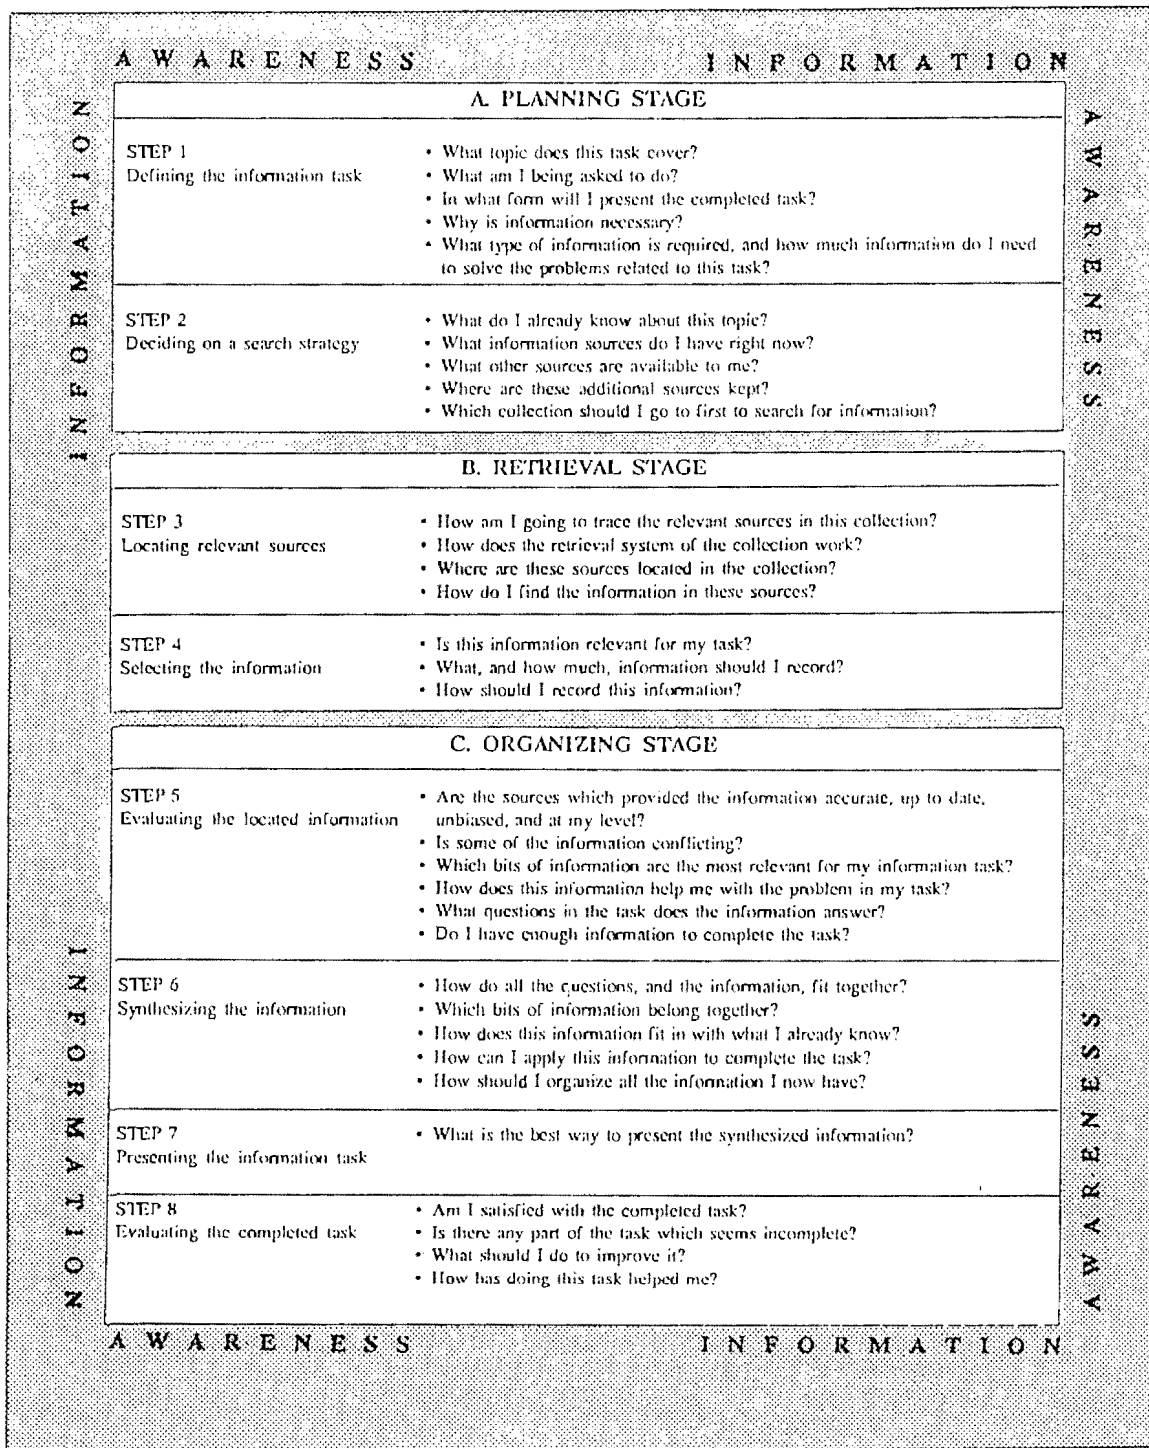 AWARENESS INFORMATION
INFORMATION
AWARENESS
A. PLANNING STAGE
STEP 1
Defining the information task
• What topic does this task cover?
• What am I being asked to do?
• In what form will I present the completed task?
• Why is information necessary?
• What type of information is required, and how much information do I need
to solve the problems related to this task?
STEP 2
Deciding on a search strategy
• What do I already know about this topic?
• What information sources do I have right now?
• What other sources are available to me?
• Where are these additional sources kept?
• Which collection should I go to first to search for information?
B. RETRIEVAL STAGE
STEP 3
Locating relevant sources
• How am I going to trace the relevant sources in this collection?
• How does the retrieval system of the collection work?
• Where are these sources located in the collection?
• How do I find the information in these sources?
STEP 4
Selecting the information
• Is this information relevant for my task?
• What, and how much, information should I record?
• How should I record this information?
C. ORGANIZING STAGE
STEP 5
Evaluating the located information
• Are the sources which provided the information accurate, up to date,
unbiased, and at my level?
• Is some of the information conflicting?
• Which bits of information are the most relevant for my information task?
• How does this information help me with the problem in my task?
• What questions in the task does the information answer?
• Do I have enough information to complete the task?
STEP 6
Synthesizing the information
• How do all the questions, and the information, fit together?
• Which bits of information belong together?
• How does this information fit in with what I already know?
• How can I apply this information to complete the task?
• How should I organize all the information I now have?
STEP 7
Presenting the information task
• What is the best way to present the synthesized information?
STEP 8
Evaluating the completed task
• Am I satisfied with the completed task?
• Is there any part of the task which seems incomplete?
• What should I do to improve it?
• How has doing this task helped me?
INFORMATION
AWARENESS
AWARENESS INFORMATION